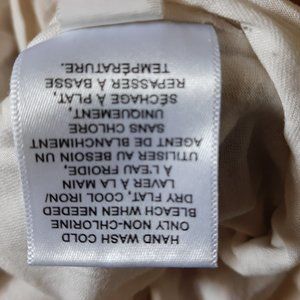 HAND WASH COLD
ONLY NON-CHLORINE
BLEACH WHEN NEEDED
DRY FLAT, COOL IRON/
LAVER À LA MAIN
À L'EAU FROIDE,
UTILISER AU BESOIN UN
AGENT DE BLANCHIMENT
SANS CHLORE
UNIQUEMENT,
SÉCHAGE À PLAT,
REPASSER À BASSE
TEMPÉRATURE.